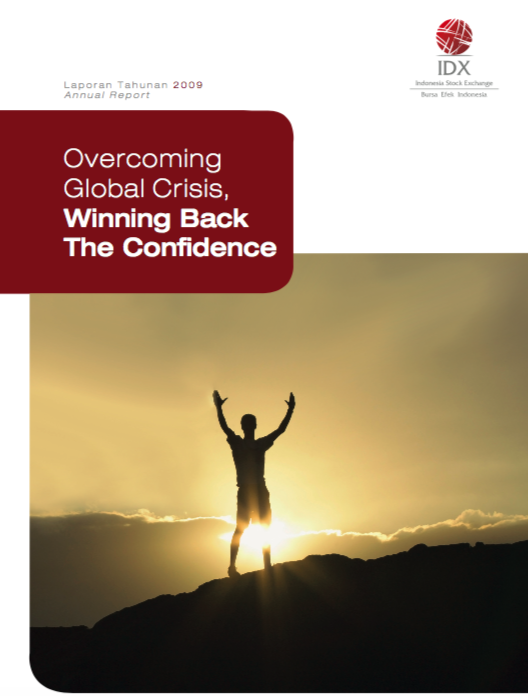 Laporan Tahunan 2009
Annual Report
IDX
Indonesia Stock Exchange
Bursa Efek Indonesia
Overcoming
Global Crisis,
Winning Back
The Confidence